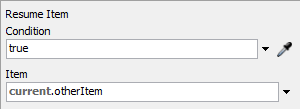 Resume Item
Condition
true
Item
current.otherItem